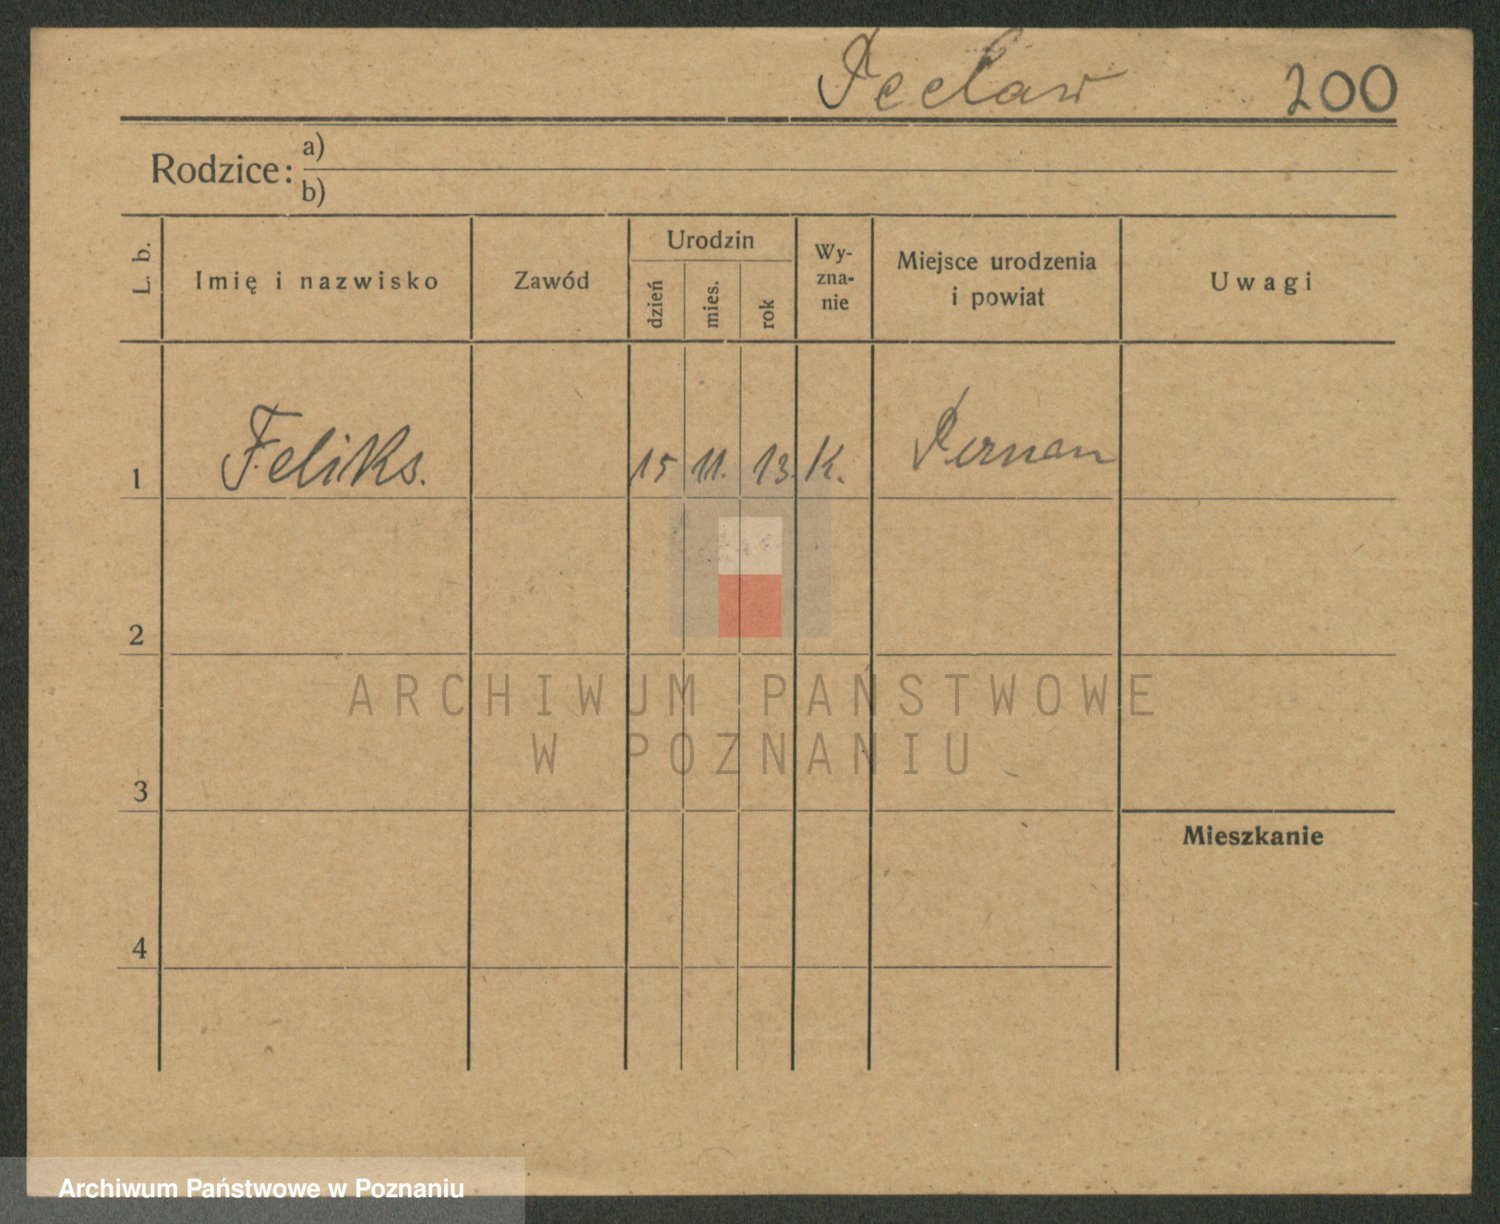 Pecław 200
Rodzice: a)
b)
L. b. Imię i nazwisko Zawód Urodzin dzień mies. rok Wy-zna-nie Miejsce urodzenia i powiat Uwagi
1 Feliks. 15 11. 13. K.
2
3
4
Mieszkanie
ARCHIWUM PAŃSTWOWE
W POZNANIU
Archiwum Państwowe w Poznaniu